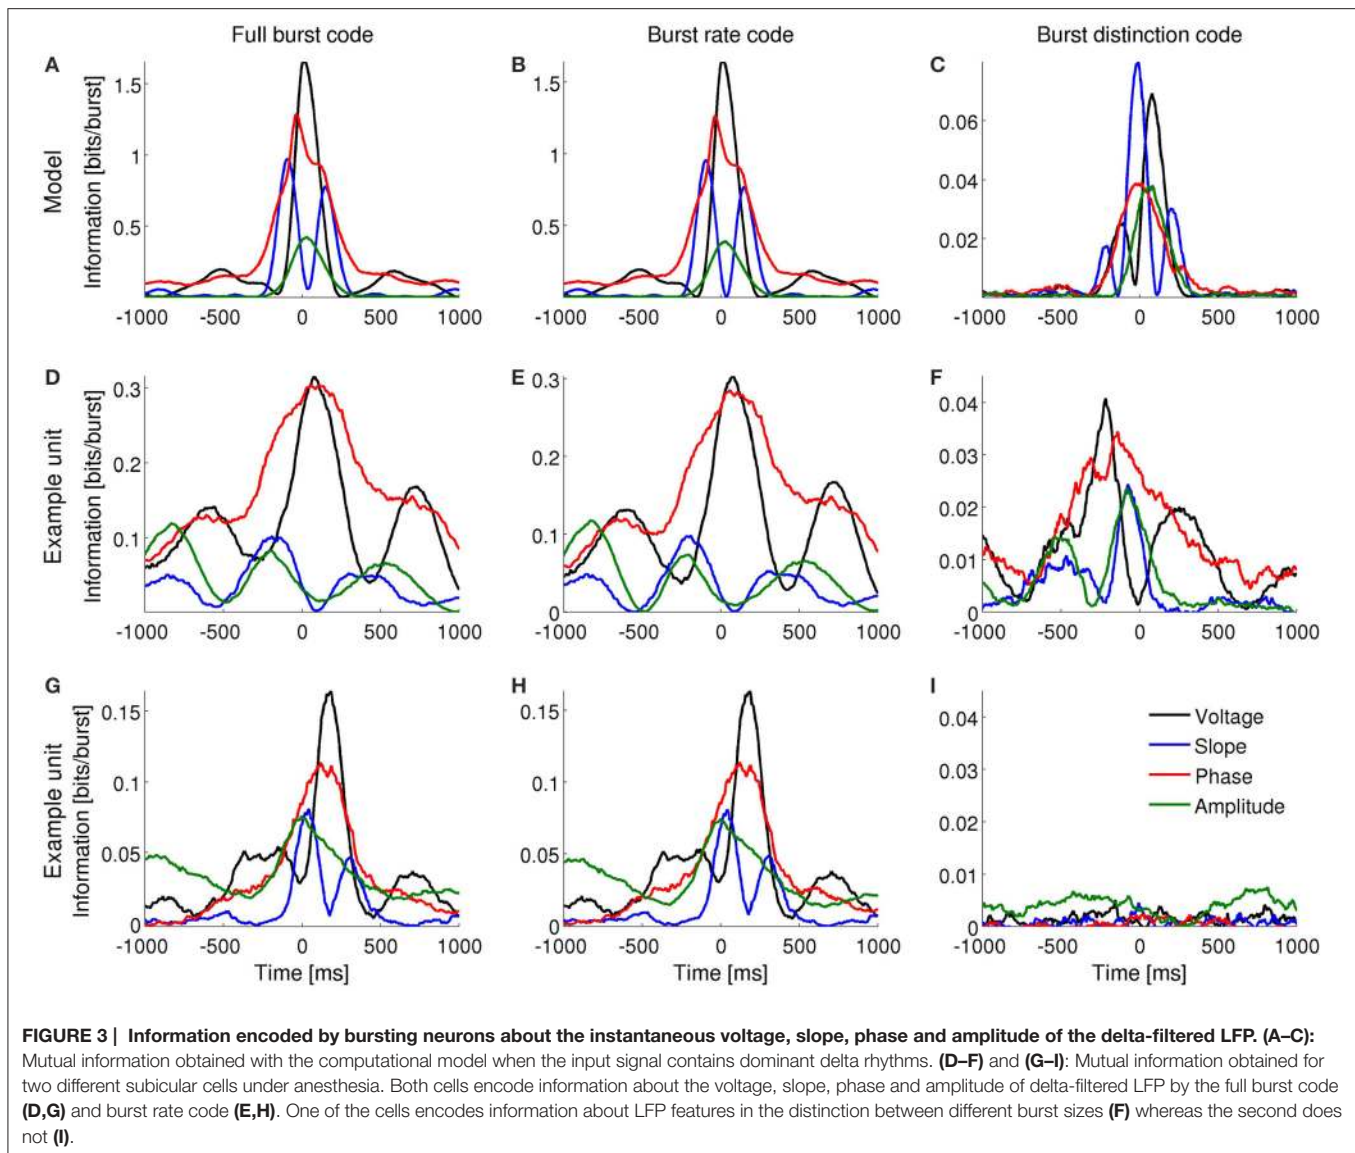 Full burst code
Burst rate code
Burst distinction code
A
B
C
Model
Information [bits/burst]
1.5
1
0.5
-1000 -500 0 500 1000
1.5
1
0.5
-1000 -500 0 500 1000
0.06
0.04
0.02
-1000 -500 0 500 1000
D
E
F
Example unit
Information [bits/burst]
0.3
0.2
0.1
-1000 -500 0 500 1000
0.3
0.2
0.1
0
-1000 -500 0 500 1000
0.04
0.03
0.02
0.01
0
-1000 -500 0 500 1000
G
H
I
Example unit
Information [bits/burst]
0.15
0.1
0.05
0
-1000 -500 0 500 1000
Time [ms]
0.15
0.1
0.05
0
-1000 -500 0 500 1000
Time [ms]
0.04
0.03
0.02
0.01
0
-1000 -500 0 500 1000
Time [ms]
Voltage
Slope
Phase
Amplitude
FIGURE 3 | Information encoded by bursting neurons about the instantaneous voltage, slope, phase and amplitude of the delta-filtered LFP. (A–C):
Mutual information obtained with the computational model when the input signal contains dominant delta rhythms. (D–F) and (G–I): Mutual information obtained for
two different subicular cells under anesthesia. Both cells encode information about the voltage, slope, phase and amplitude of delta-filtered LFP by the full burst code
(D,G) and burst rate code (E,H). One of the cells encodes information about LFP features in the distinction between different burst sizes (F) whereas the second does
not (I).